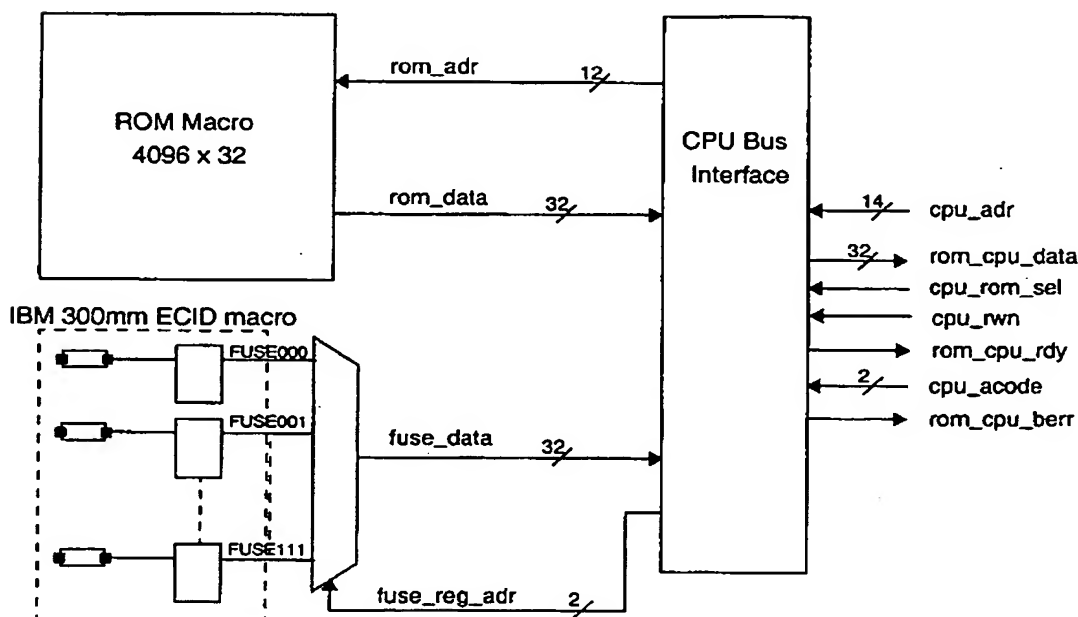 rom_adr
12
ROM Macro
4096 x 32
CPU Bus
Interface
rom_data
32
14
cpu_adr
32
rom_cpu_data
cpu_rom_sel
cpu_rwn
rom_cpu_rdy
2
cpu_acode
rom_cpu_berr
IBM 300mm ECID macro
FUSE000
FUSE001
fuse_data
32
FUSE111
fuse_reg_adr
2